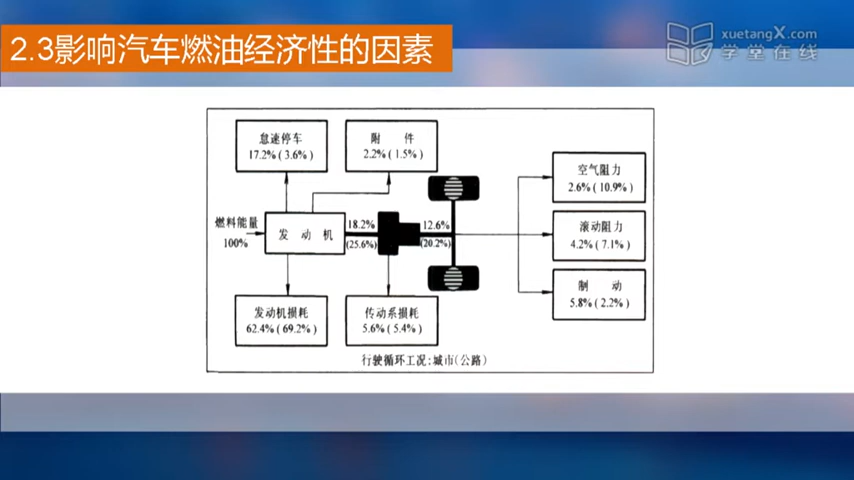 2.3影响汽车燃油经济性的因素
xuetangX.com
学堂在线
怠速停车
17.2%(3.6%)
附 件
2.2%(1.5%)
空气阻力
2.6%(10.9%)
燃料能量
100%
发 动 机
18.2%
(25.6%)
12.6%
(20.2%)
滚动阻力
4.2%(7.1%)
制 动
5.8%(2.2%)
发动机损耗
62.4%(69.2%)
传动系损耗
5.6%(5.4%)
行驶循环工况:城市(公路)